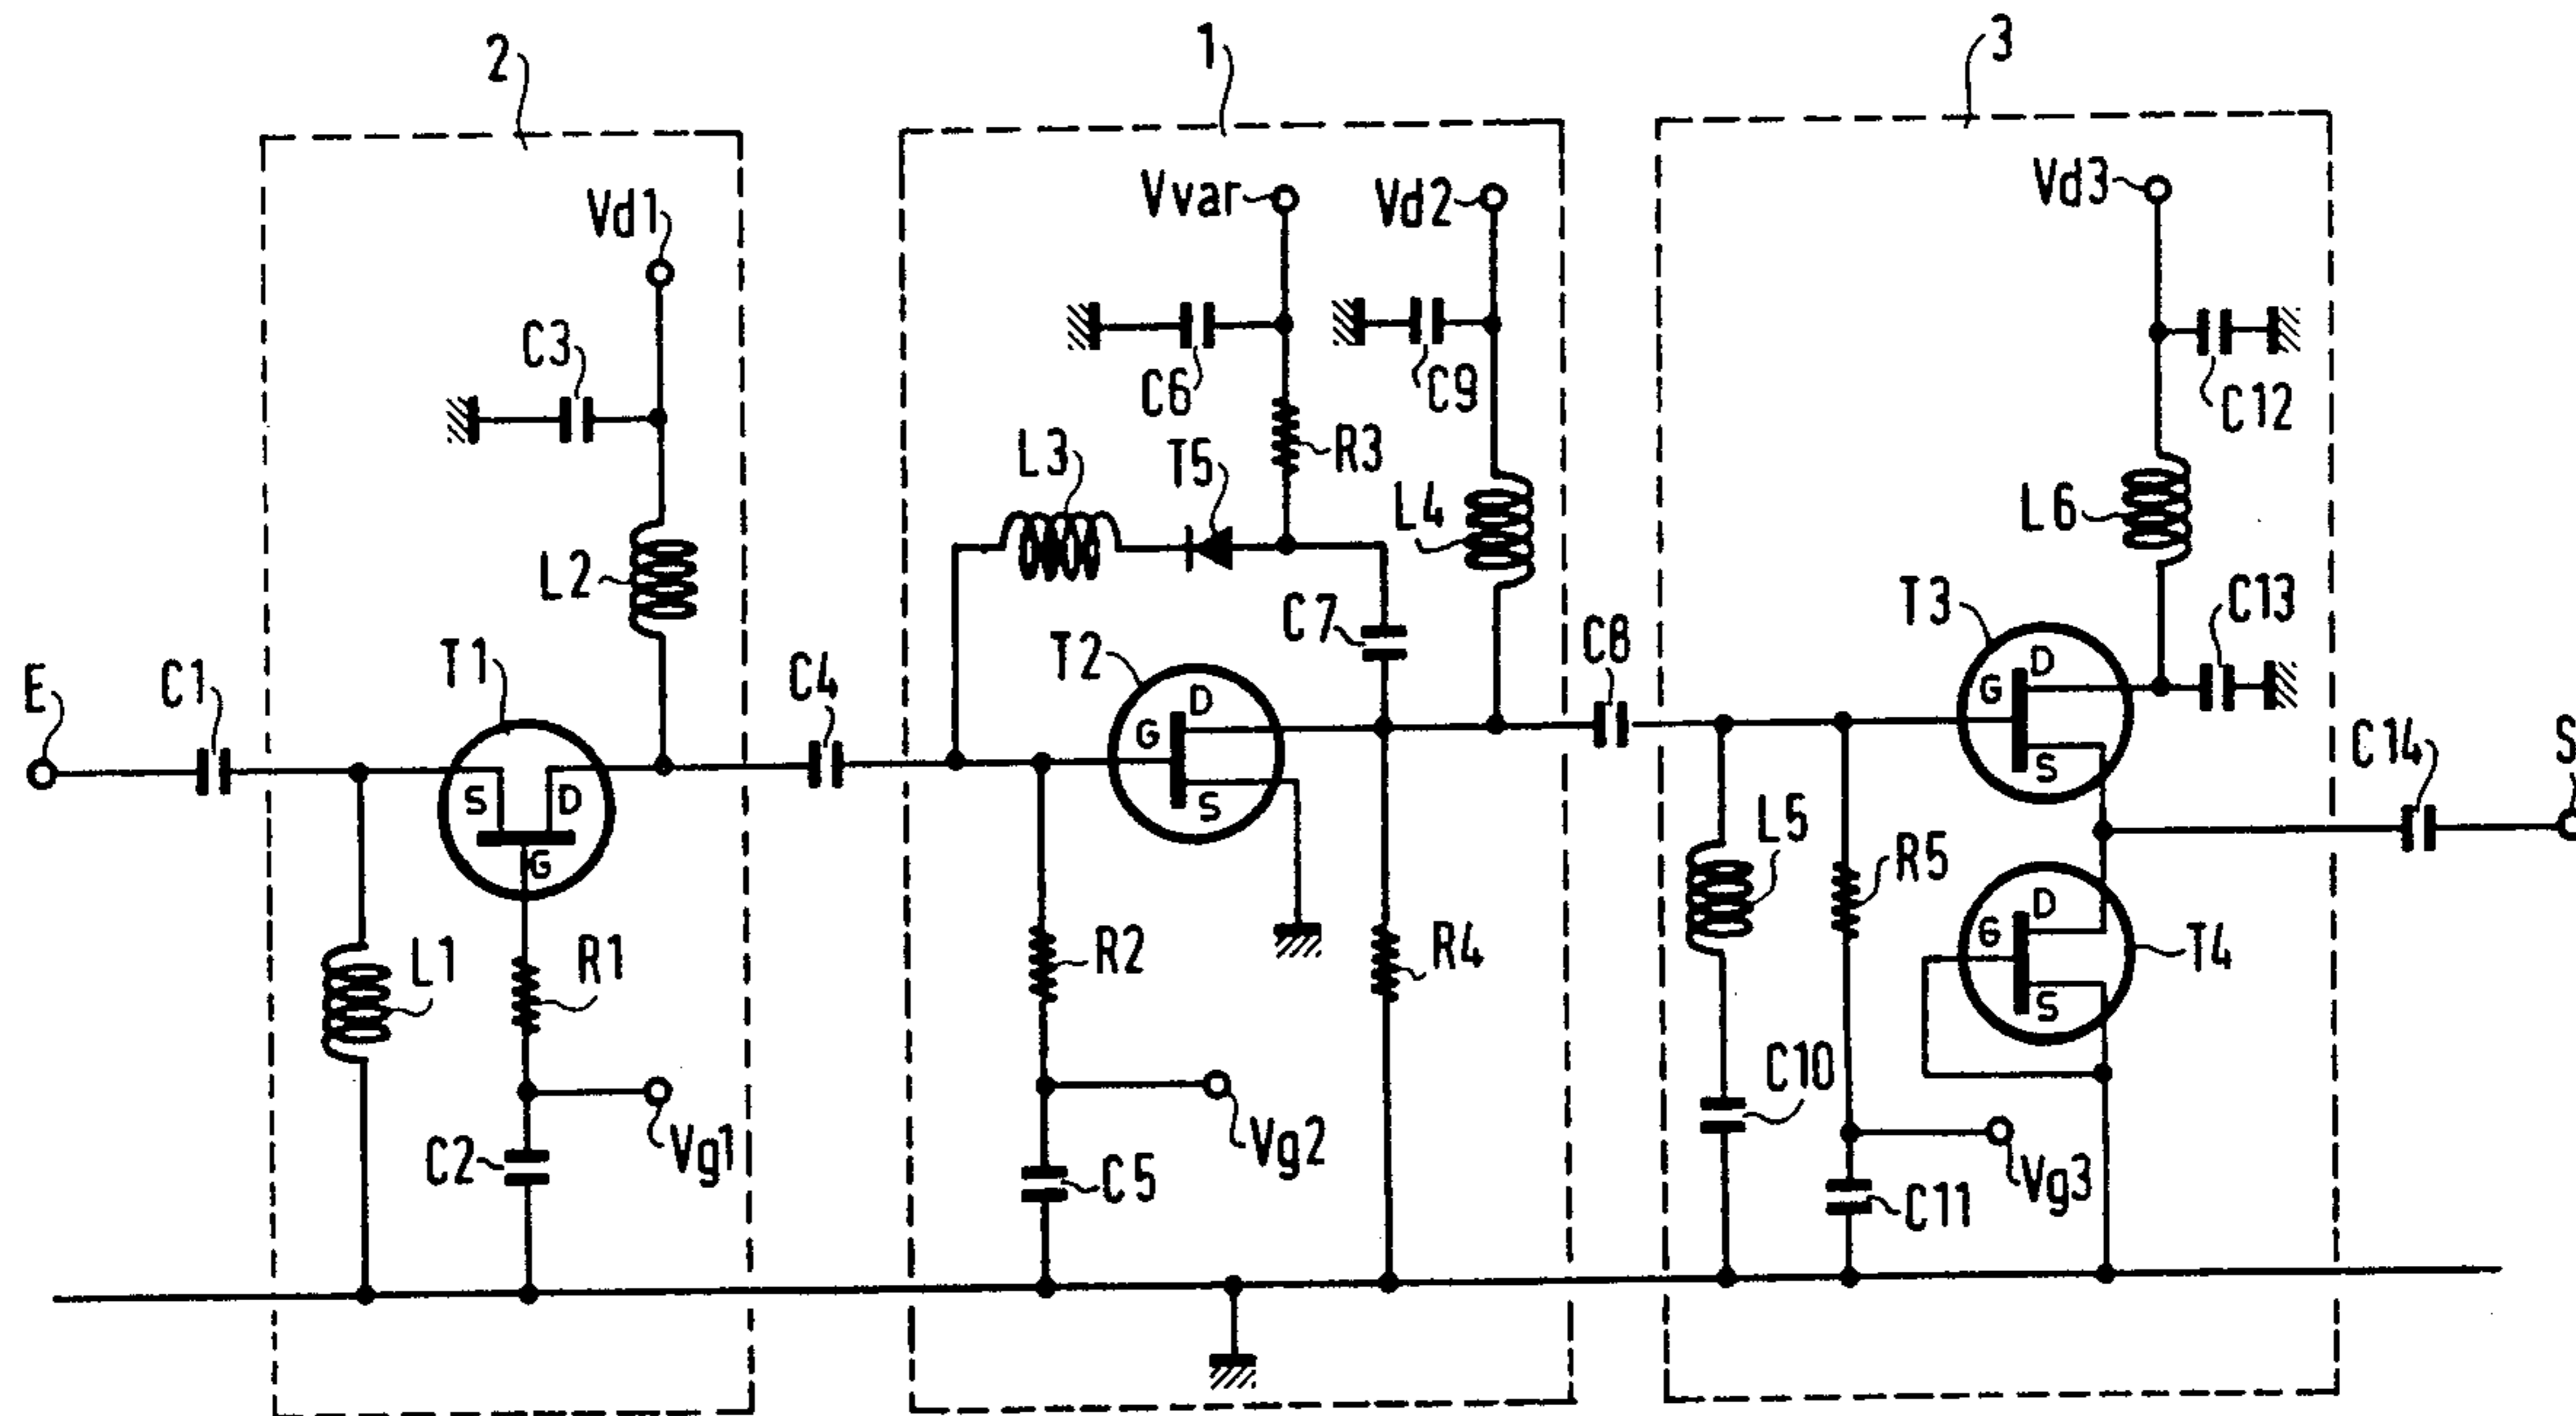 2
1
3
Vd1
Vvar
Vd2
Vd3
C3
C6
C9
C12
L3
T5
R3
L2
L4
L6
E
C1
T1
C4
T2
C7
C8
T3
C13
C14
S
S
D
G
G
D
S
G
D
S
L1
R1
R2
R4
L5
R5
G
D
S
T4
C2
Vg1
C5
Vg2
C10
C11
Vg3